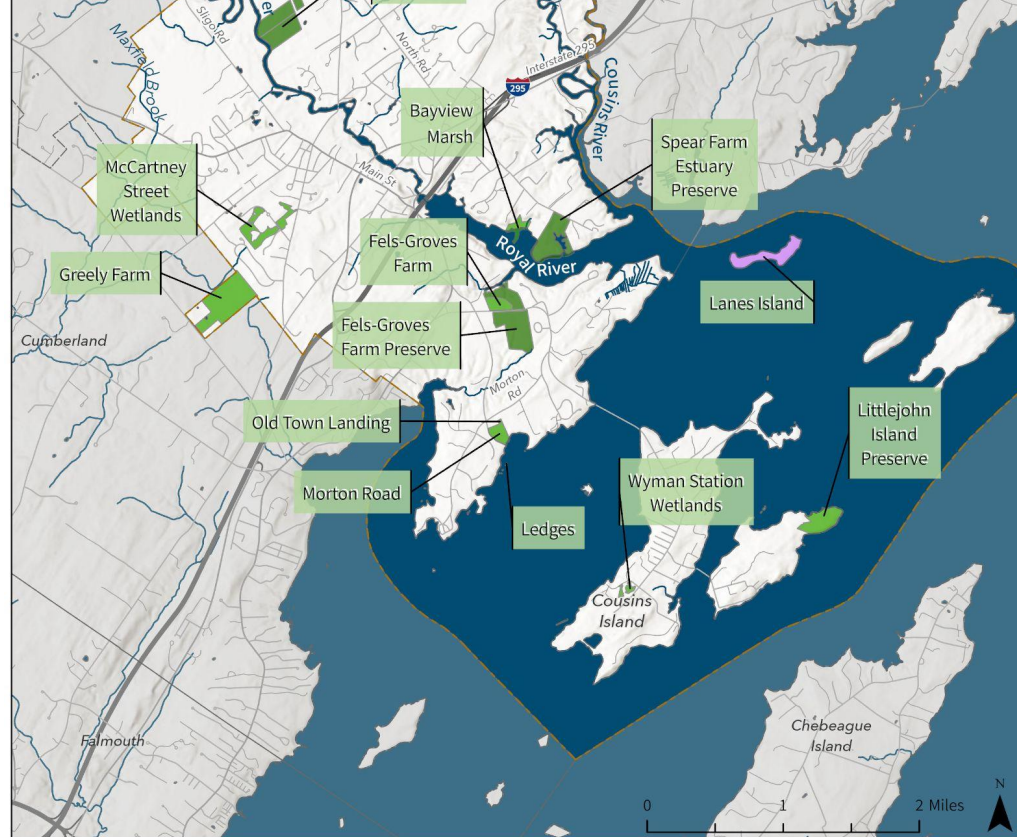 er
Sligo Rd
Maxfield Brook
North Rd
Interstate 295
295
Cousins River
Bayview
Marsh
Spear Farm
Estuary
Preserve
McCartney
Street
Wetlands
Main St
Fels-Groves
Farm
Royal River
Greely Farm
Lanes Island
Fels-Groves
Farm Preserve
Cumberland
Morton
Rd
Old Town Landing
Littlejohn
Island
Preserve
Morton Road
Wyman Station
Wetlands
Ledges
Cousins
Island
Falmouth
Chebeague
Island
N
0 1 2 Miles